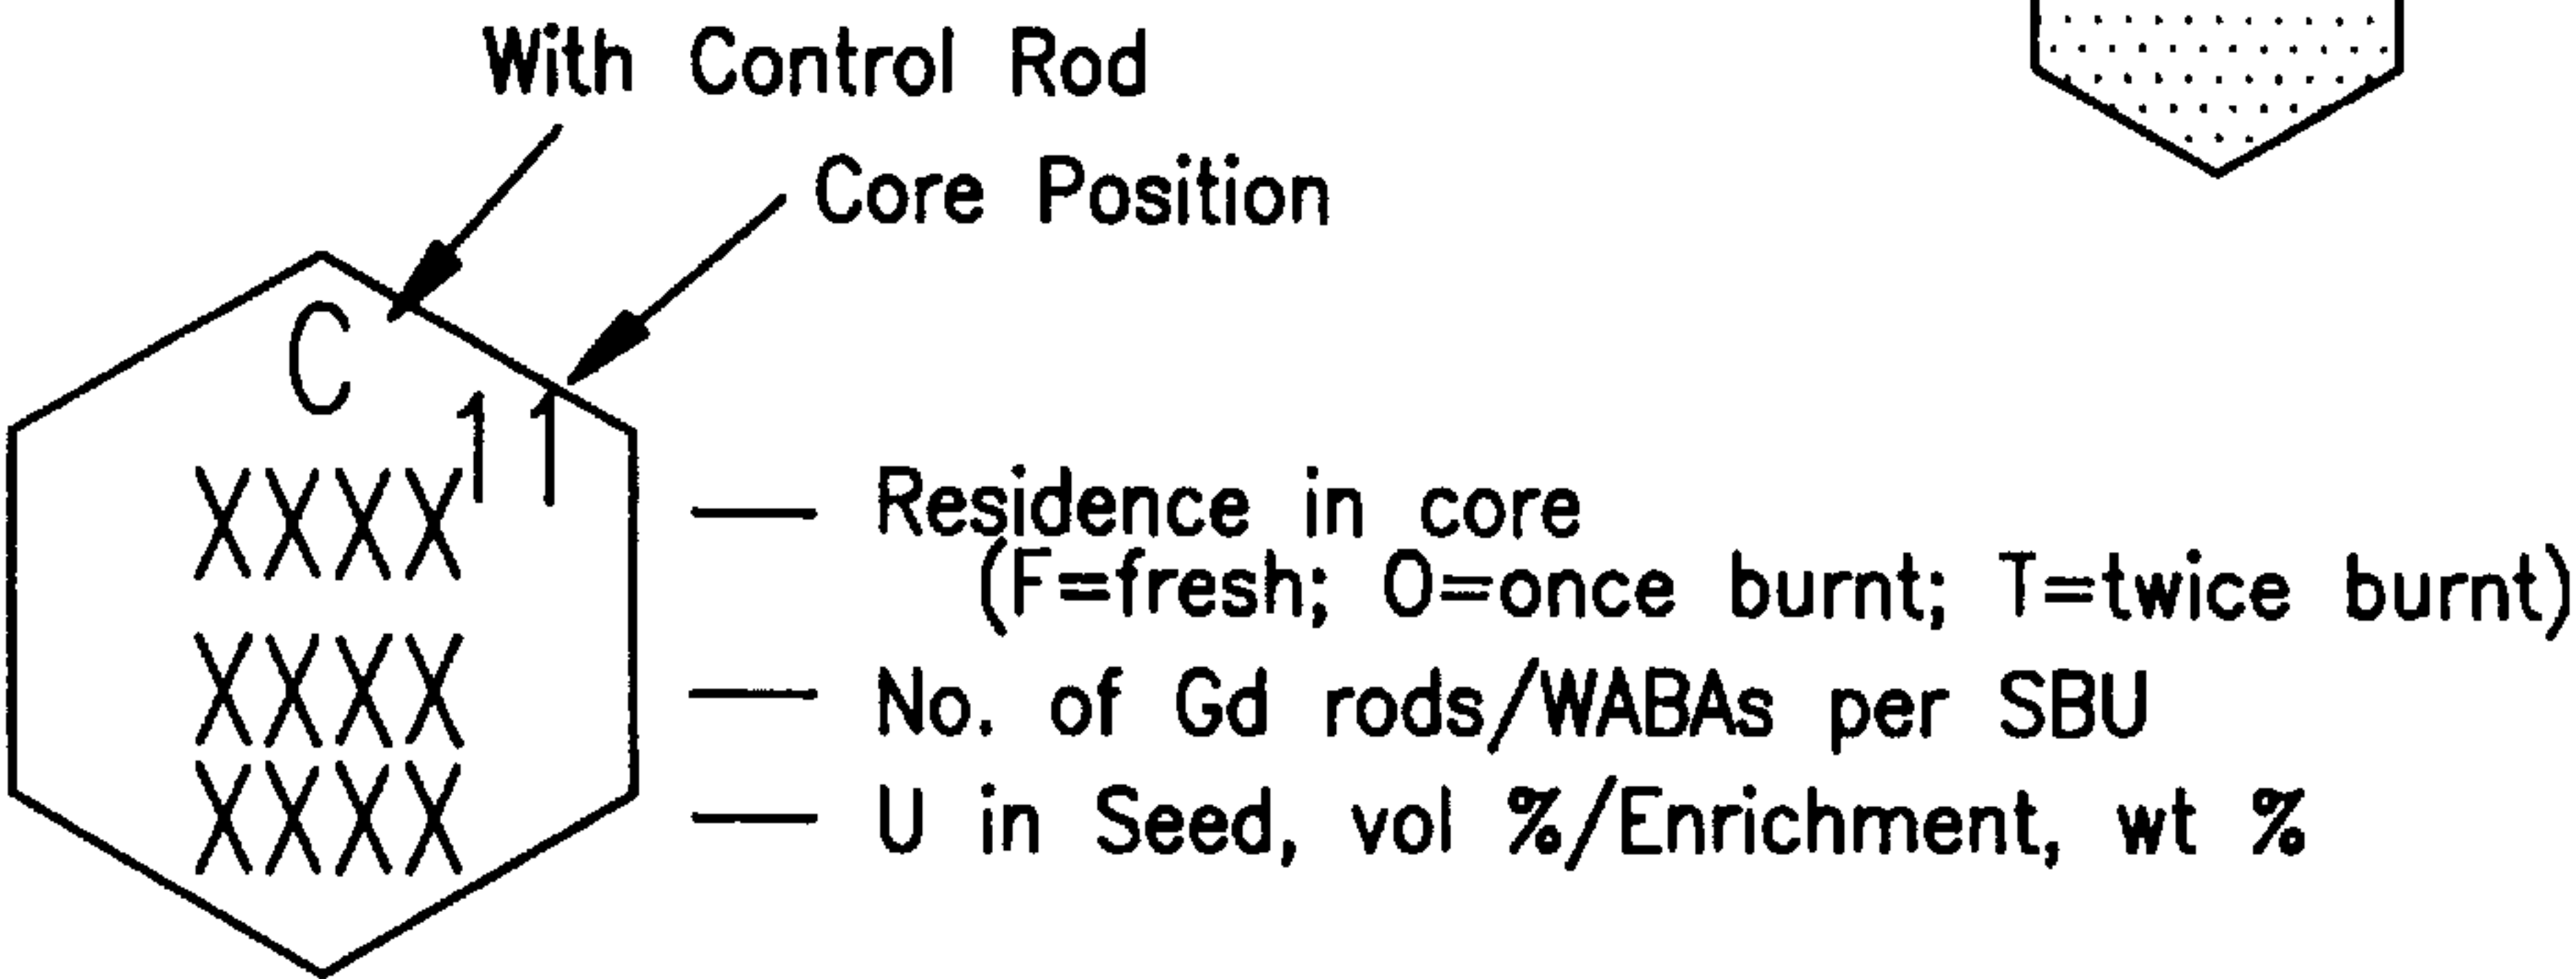 With Control Rod
Core Position
C
11
XXXX
Residence in core
(F=fresh; O=once burnt; T=twice burnt)
XXXX
No. of Gd rods/WABAs per SBU
XXXX
U in Seed, vol %/Enrichment, wt %